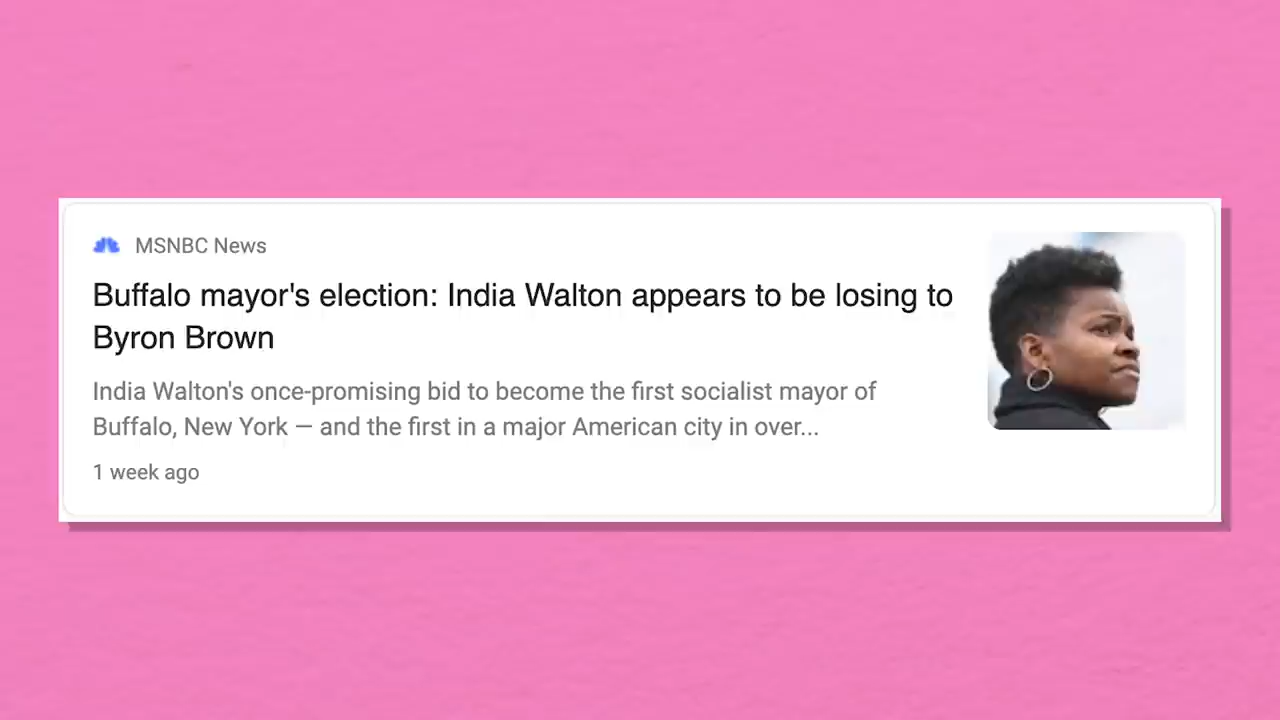 MSNBC News
Buffalo mayor's election: India Walton appears to be losing to
Byron Brown
India Walton's once-promising bid to become the first socialist mayor of
Buffalo, New York — and the first in a major American city in over...
1 week ago